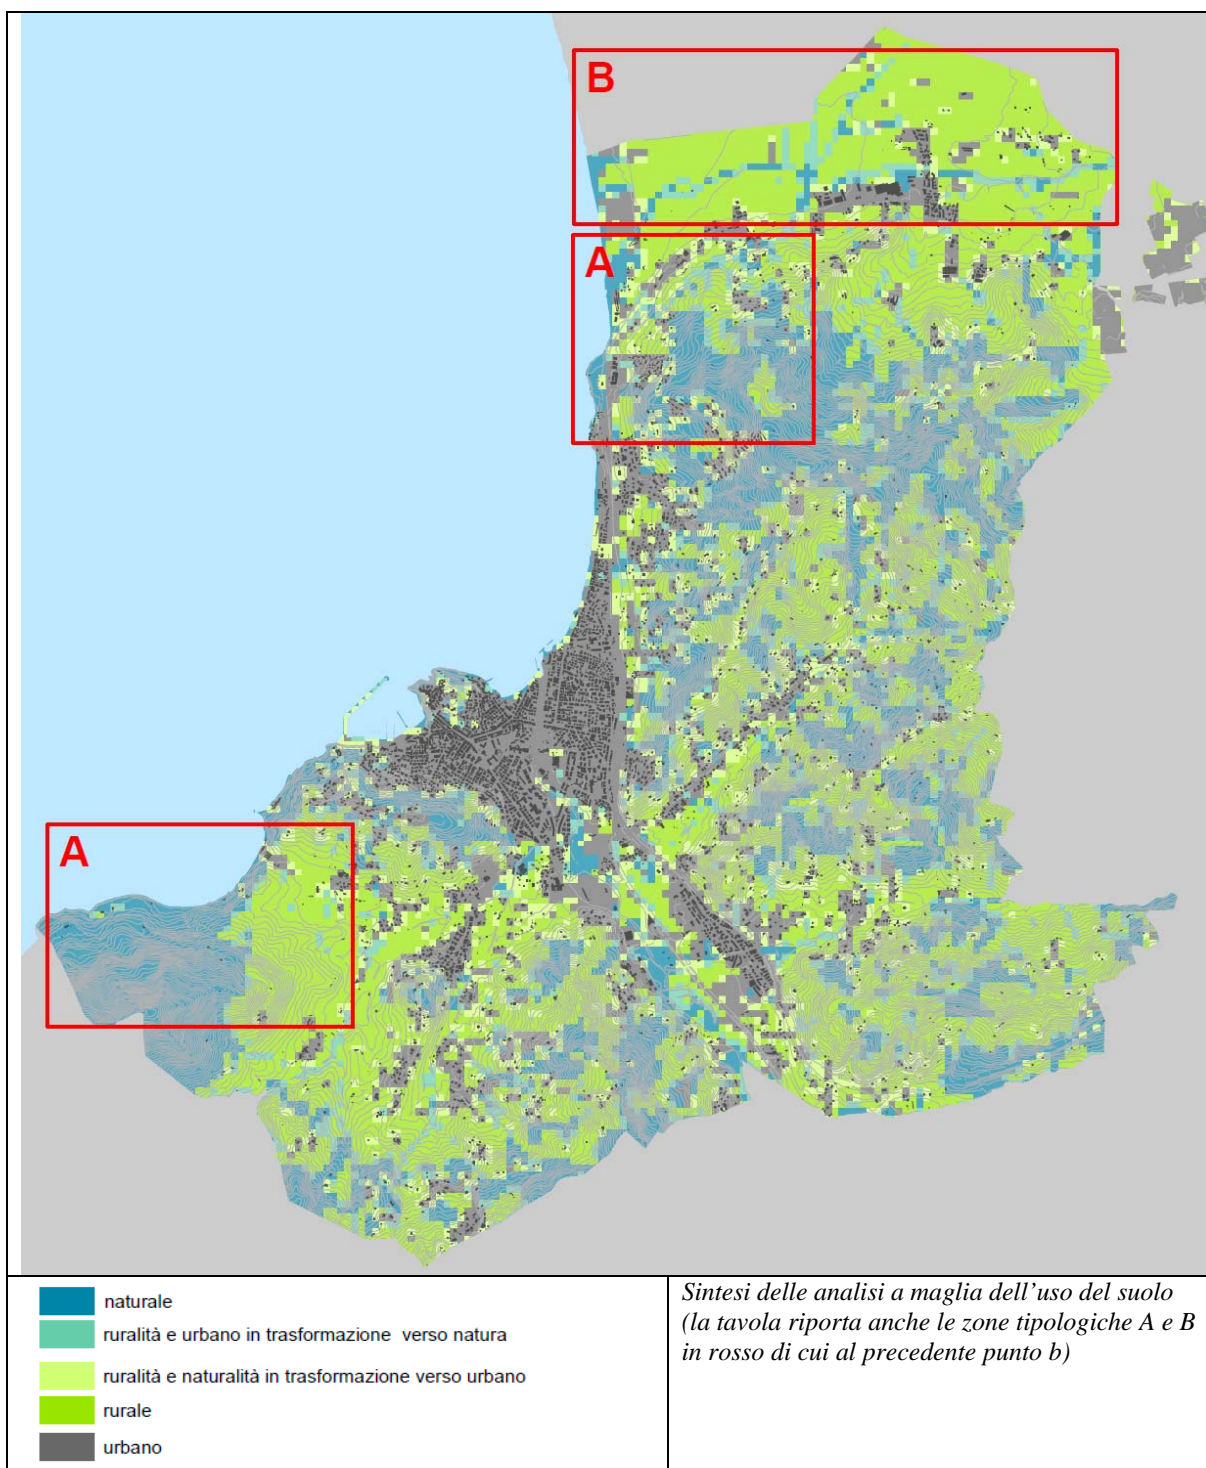 B
A
A
naturale
ruralità e urbano in trasformazione verso natura
ruralità e naturalità in trasformazione verso urbano
rurale
urbano
Sintesi delle analisi a maglia dell'uso del suolo
(la tavola riporta anche le zone tipologiche A e B
in rosso di cui al precedente punto b)